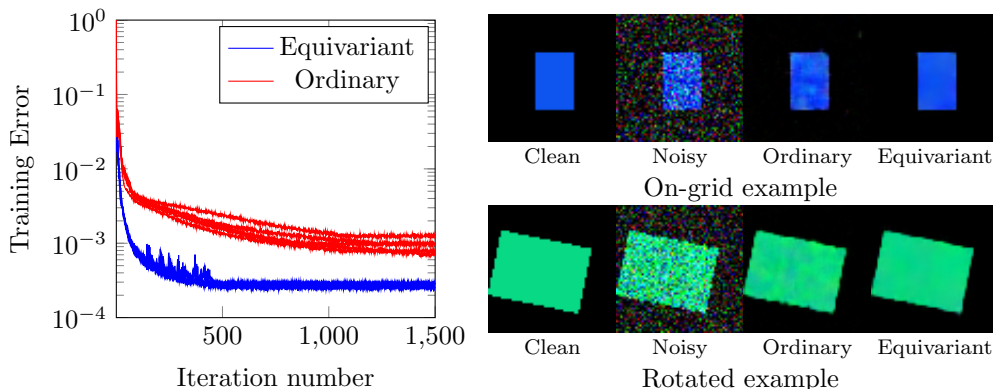 10^0
10^{-1}
10^{-2}
10^{-3}
10^{-4}
Training Error
500
1,000
1,500
Iteration number
Equivariant
Ordinary
Clean Noisy Ordinary Equivariant
On-grid example
Clean Noisy Ordinary Equivariant
Rotated example